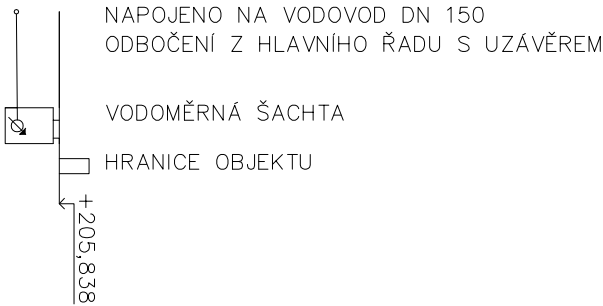 NAPOJENO NA VODOVOD DN 150
ODBOČENÍ Z HLAVNÍHO ŘADU S UZÁVĚREM
VODOMĚRNÁ ŠACHTA
HRANICE OBJEKTU
+205,838